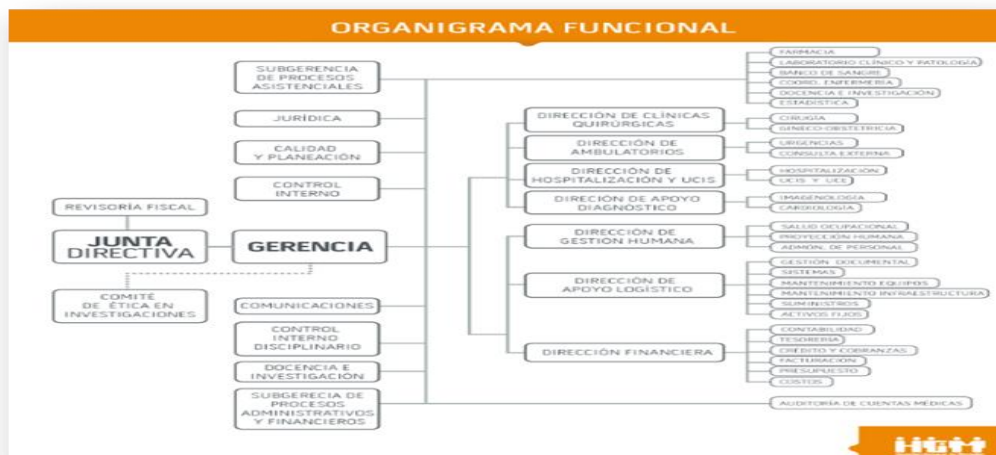 ORGANIGRAMA FUNCIONAL
SUBGERENCIA
DE PROCESOS
ASISTENCIALES
JURÍDICA
CALIDAD
Y PLANEACIÓN
CONTROL
INTERNO
REVISORÍA FISCAL
JUNTA
DIRECTIVA
GERENCIA
COMITÉ
DE ÉTICA EN
INVESTIGACIONES
COMUNICACIONES
CONTROL
INTERNO
DISCIPLINARIO
DOCENCIA E
INVESTIGACIÓN
SUBGERECIA DE
PROCESOS
ADMINISTRATIVOS
Y FINANCIEROS
DIRECCIÓN DE CLÍNICAS
QUIRÚRGICAS
DIRECCIÓN DE
AMBULATORIOS
DIRECCIÓN DE
HOSPITALIZACIÓN Y UCIS
DIRECIÓN DE APOYO
DIAGNÓSTICO
DIRECCIÓN DE
GESTION HUMANA
DIRECCIÓN DE
APOYO LOGÍSTICO
DIRECCIÓN FINANCIERA
FARMACIA
LABORATORIO CLÍNICO Y PATOLOGÍA
BANCO DE SANGRE
COORD. ENFERMERÍA
DOCENCIA E INVESTIGACIÓN
ESTADÍSTICA
CIRUGÍA
GINECO-OBSTETRICIA
URGENCIAS
CONSULTA EXTERNA
HOSPITALIZACIÓN
UCIS Y UCE
IMAGENOLOGÍA
CARDIOLOGÍA
SALUD OCUPACIONAL
PROYECCIÓN HUMANA
ADMÓN. DE PERSONAL
GESTIÓN DOCUMENTAL
SISTEMAS
MANTENIMIENTO EQUIPOS
MANTENIMIENTO INFRAESTRUCTURA
SUMINISTROS
ACTIVOS FIJOS
CONTABILIDAD
TESORERÍA
CRÉDITO Y COBRANZAS
FACTURACIÓN
PRESUPUESTO
COSTOS
AUDITORÍA DE CUENTAS MÉDICAS
HGM